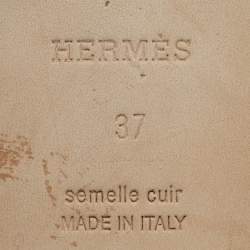 HERMÈS
37
semelle cuir
MADE IN ITALY